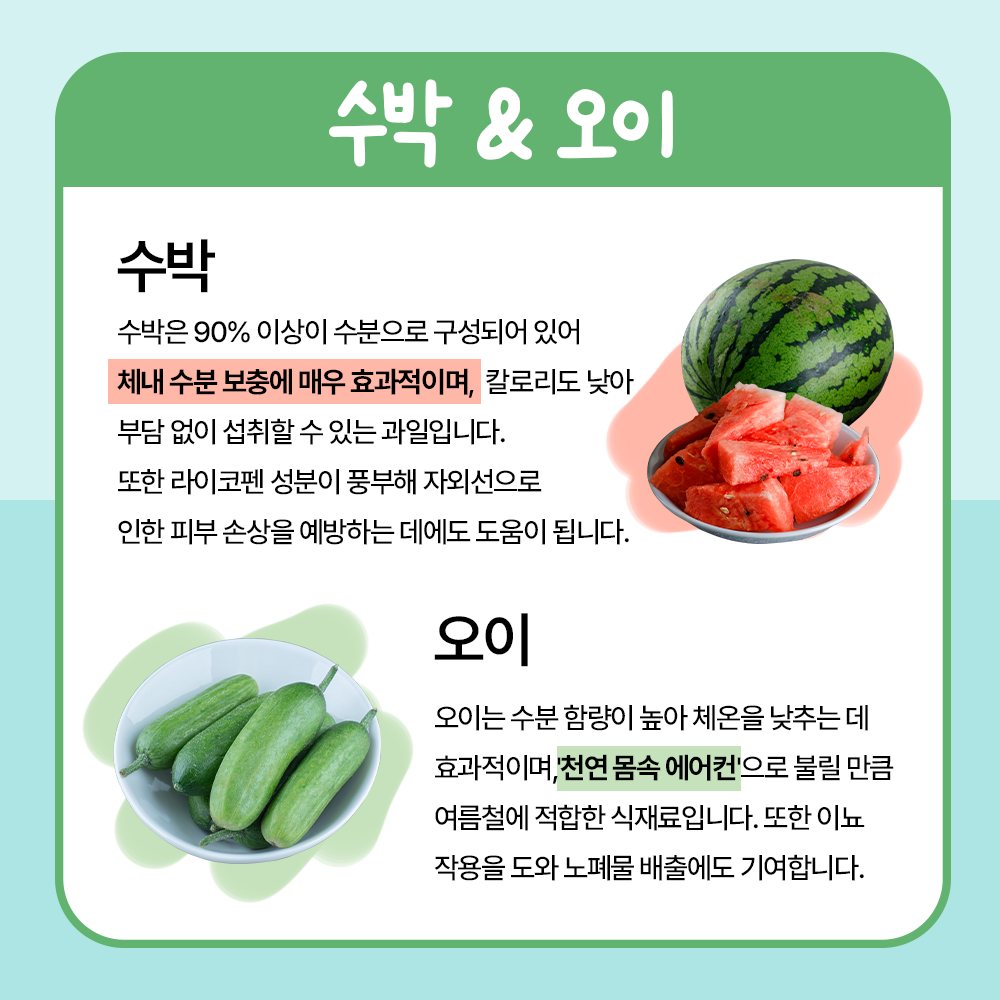 수박 & 오이
수박
수박은 90% 이상이 수분으로 구성되어 있어
체내 수분 보충에 매우 효과적이며, 칼로리도 낮아
부담 없이 섭취할 수 있는 과일입니다.
또한 라이코펜 성분이 풍부해 자외선으로
인한 피부 손상을 예방하는 데에도 도움이 됩니다.
오이
오이는 수분 함량이 높아 체온을 낮추는 데
효과적이며,'천연 몸속 에어컨'으로 불릴 만큼
여름철에 적합한 식재료입니다. 또한 이뇨
작용을 도와 노폐물 배출에도 기여합니다.